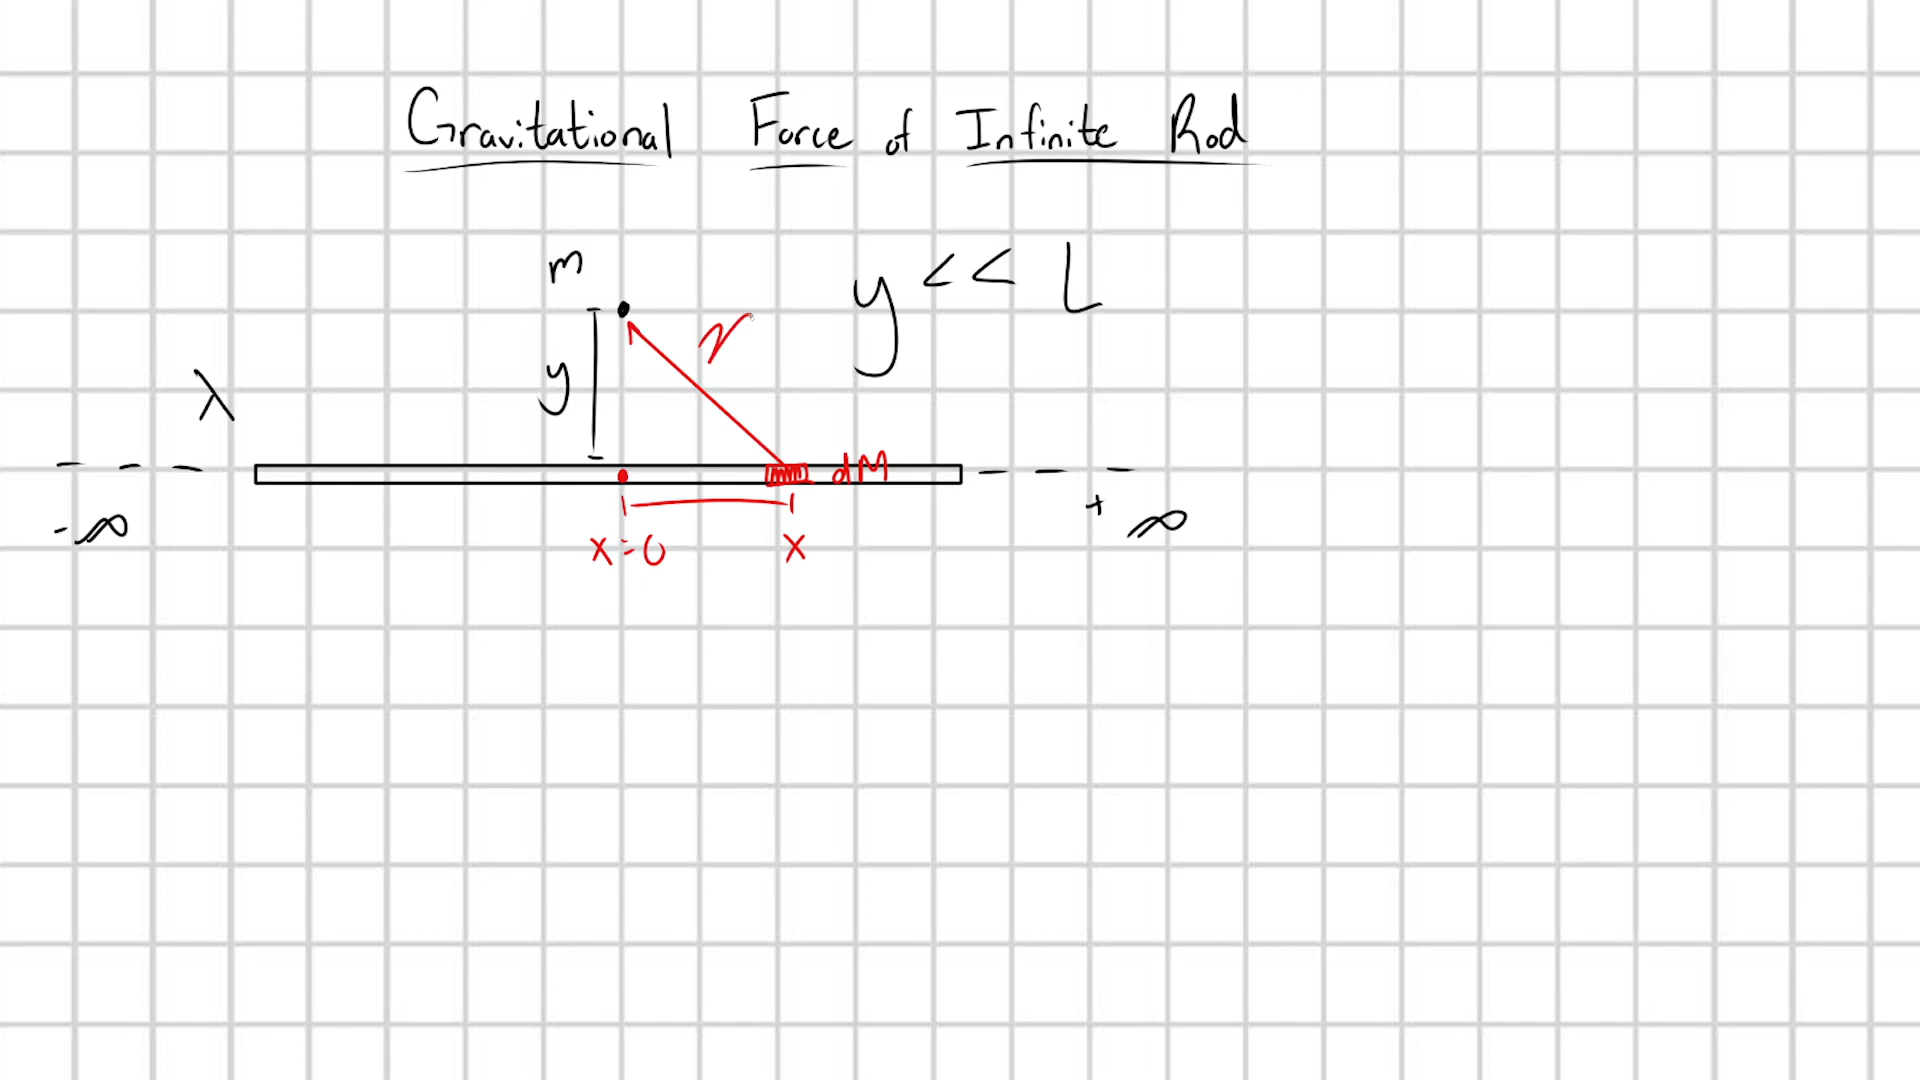 Gravitational Force of Infinite Rod
m
y << L
r
y
λ
dM
-∞
+∞
x=0
x